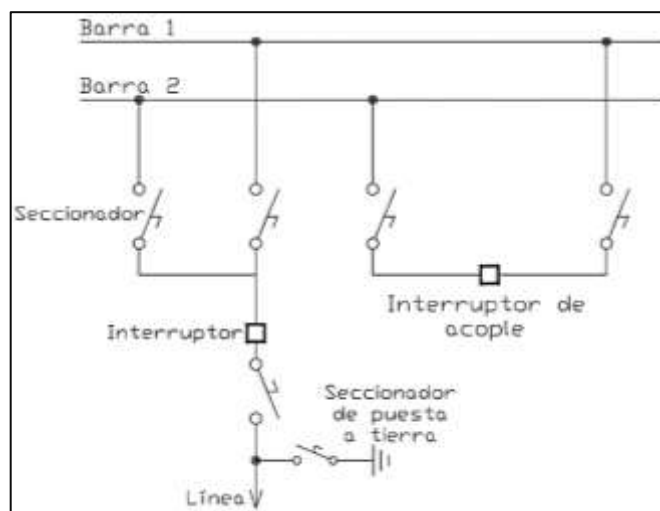 Barra 1
Barra 2
Seccionador
Interruptor de
acople
Interruptor
Seccionador
de puesta
a tierra
Línea